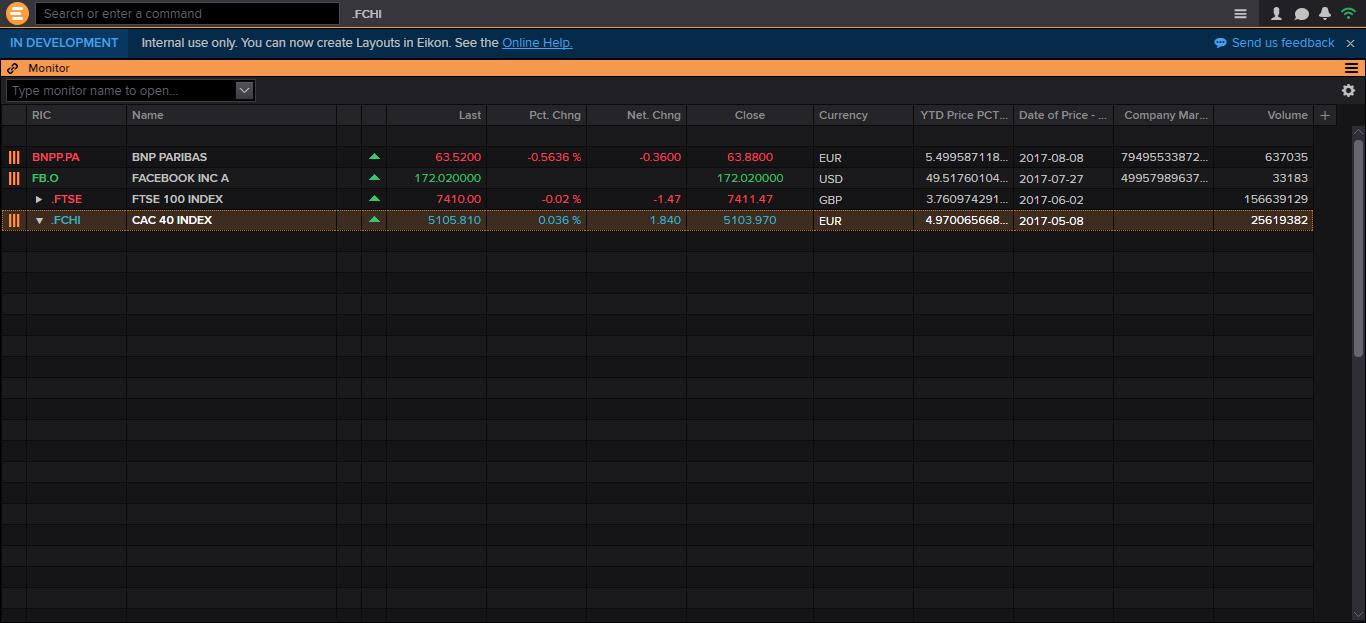 Search or enter a command .FCHI
IN DEVELOPMENT Internal use only. You can now create Layouts in Eikon. See the Online Help. Send us feedback
Monitor
Type monitor name to open...
RIC Name Last Pct. Chng Net. Chng Close Currency YTD Price PCT... Date of Price - ... Company Mar... Volume +
BNPP.PA BNP PARIBAS 63.5200 -0.5636 % -0.3600 63.8800 EUR 5.499587118... 2017-08-08 79495533872... 637035
FB.O FACEBOOK INC A 172.020000 172.020000 USD 49.51760104... 2017-07-27 49957989637... 33183
.FTSE FTSE 100 INDEX 7410.00 -0.02 % -1.47 7411.47 GBP 3.760974291... 2017-06-02 156639129
.FCHI CAC 40 INDEX 5105.810 0.036 % 1.840 5103.970 EUR 4.970065668... 2017-05-08 25619382